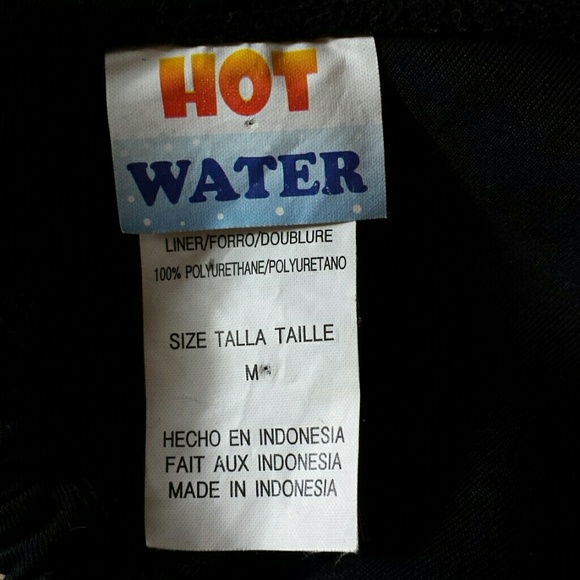 HOT
WATER
LINER/FORRO/DOUBLURE
100% POLYURETHANE/POLYURETANO
SIZE TALLA TAILLE
M
HECHO EN INDONESIA
FAIT AUX INDONESIA
MADE IN INDONESIA